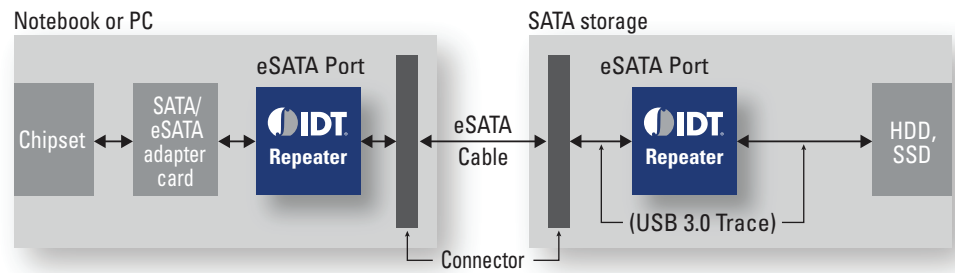 Notebook or PC
SATA storage
eSATA Port
eSATA Port
Chipset
SATA/
eSATA
adapter
card
IDT.
Repeater
eSATA
Cable
IDT.
Repeater
HDD,
SSD
(USB 3.0 Trace)
Connector